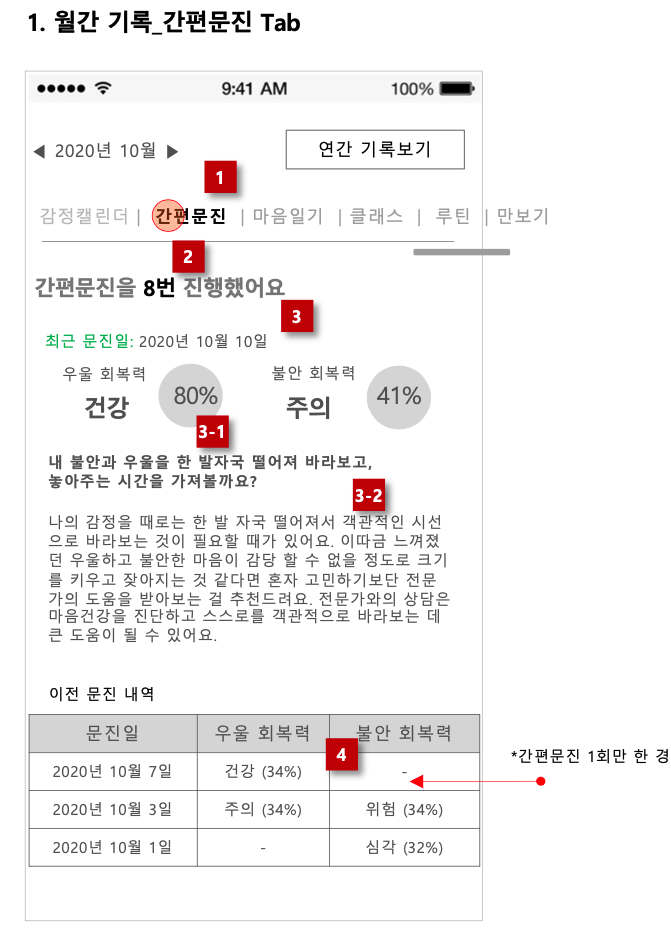 1. 월간 기록_간편문진 Tab
9:41 AM
100%
◀ 2020년 10월 ▶
연간 기록보기
1
감정캘린더 | 간편문진 | 마음일기 | 클래스 | 루틴 | 만보기
2
간편문진을 8번 진행했어요
3
최근 문진일: 2020년 10월 10일
우울 회복력
건강
80%
불안 회복력
주의
41%
3-1
내 불안과 우울을 한 발자국 떨어져 바라보고,
놓아주는 시간을 가져볼까요?
3-2
나의 감정을 때로는 한 발 자국 떨어져서 객관적인 시선
으로 바라보는 것이 필요할 때가 있어요. 이따금 느껴졌
던 우울하고 불안한 마음이 감당 할 수 없을 정도로 크기
를 키우고 잦아지는 것 같다면 혼자 고민하기보단 전문
가의 도움을 받아보는 걸 추천드려요. 전문가와의 상담은
마음건강을 진단하고 스스로를 객관적으로 바라보는 데
큰 도움이 될 수 있어요.
이전 문진 내역
문진일 우울 회복력 불안 회복력
4
2020년 10월 7일 건강 (34%) -
2020년 10월 3일 주의 (34%) 위험 (34%)
2020년 10월 1일 - 심각 (32%)
*간편문진 1회만 한 경